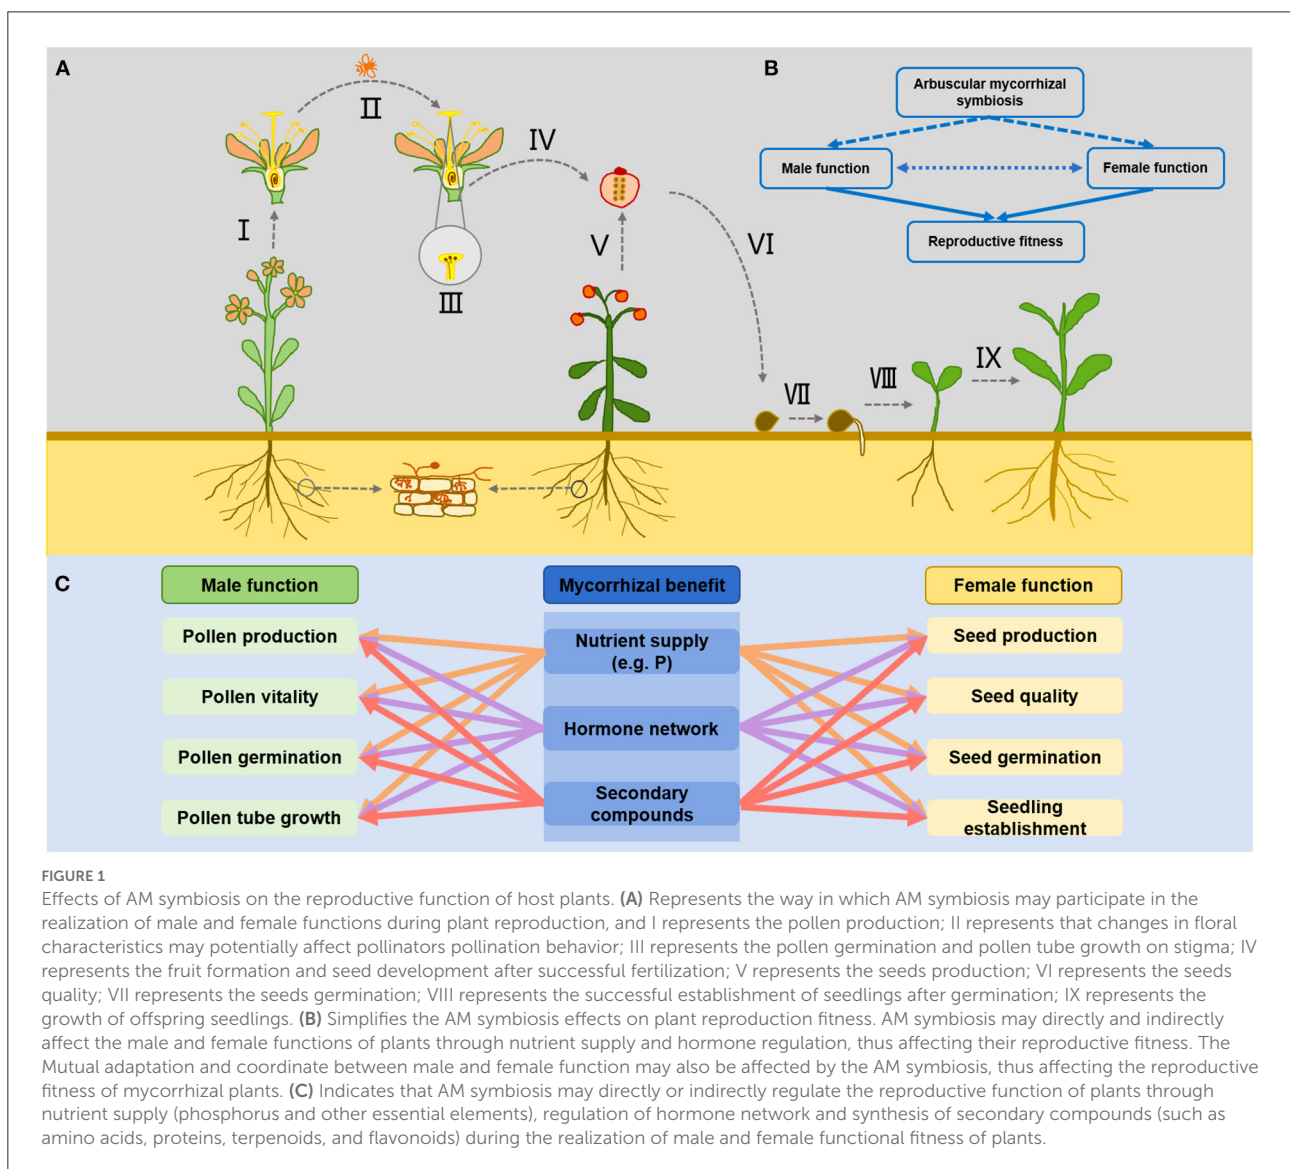 A
B
Arbuscular mycorrhizal
symbiosis
Male function
Female function
Reproductive fitness
I
II
III
IV
V
VI
VII
VIII
IX
C
Male function
Mycorrhizal benefit
Female function
Pollen production
Pollen vitality
Pollen germination
Pollen tube growth
Nutrient supply
(e.g. P)
Hormone network
Secondary
compounds
Seed production
Seed quality
Seed germination
Seedling
establishment
FIGURE 1
Effects of AM symbiosis on the reproductive function of host plants. (A) Represents the way in which AM symbiosis may participate in the
realization of male and female functions during plant reproduction, and I represents the pollen production; II represents that changes in floral
characteristics may potentially affect pollinators pollination behavior; III represents the pollen germination and pollen tube growth on stigma; IV
represents the fruit formation and seed development after successful fertilization; V represents the seeds production; VI represents the seeds
quality; VII represents the seeds germination; VIII represents the successful establishment of seedlings after germination; IX represents the
growth of offspring seedlings. (B) Simplifies the AM symbiosis effects on plant reproduction fitness. AM symbiosis may directly and indirectly
affect the male and female functions of plants through nutrient supply and hormone regulation, thus affecting their reproductive fitness. The
Mutual adaptation and coordinate between male and female function may also be affected by the AM symbiosis, thus affecting the reproductive
fitness of mycorrhizal plants. (C) Indicates that AM symbiosis may directly or indirectly regulate the reproductive function of plants through
nutrient supply (phosphorus and other essential elements), regulation of hormone network and synthesis of secondary compounds (such as
amino acids, proteins, terpenoids, and flavonoids) during the realization of male and female functional fitness of plants.